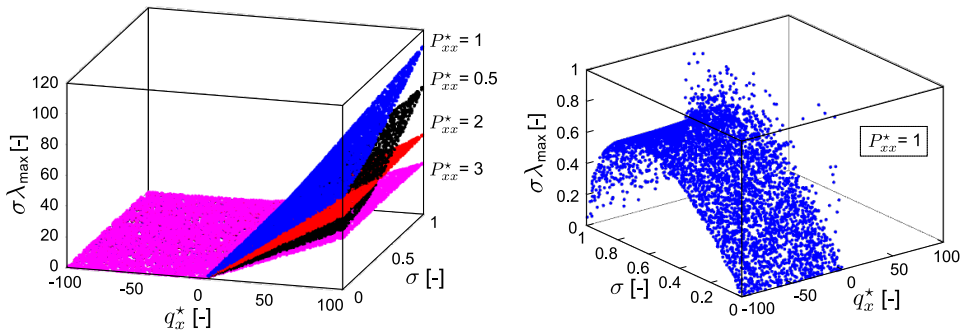 σλmax [-]
120
100
80
60
40
20
0
-100
-50
0
50
100
q⋆x [-]
0
0.5
1
σ [-]
P⋆xx = 1
P⋆xx = 0.5
P⋆xx = 2
P⋆xx = 3
σλmax [-]
1
0.8
0.6
0.4
0.2
0
1
0.8
0.6
0.4
0.2
0
σ [-]
-100
-50
0
50
100
q⋆x [-]
P⋆xx = 1